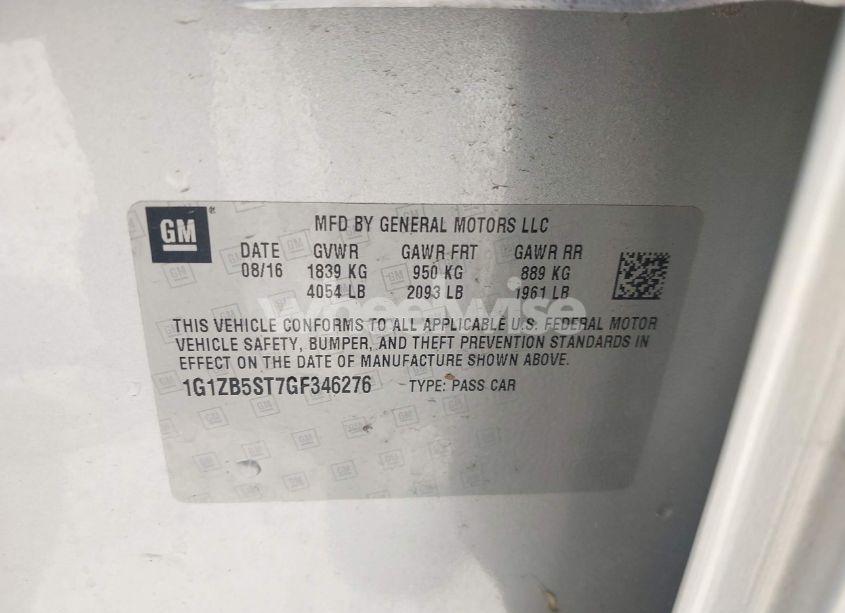 GM
MFD BY GENERAL MOTORS LLC
DATE GVWR GAWR FRT GAWR RR
08/16 1839 KG 950 KG 889 KG
4054 LB 2093 LB 1961 LB
wheelwise
THIS VEHICLE CONFORMS TO ALL APPLICABLE U.S. FEDERAL MOTOR
VEHICLE SAFETY, BUMPER, AND THEFT PREVENTION STANDARDS IN
EFFECT ON THE DATE OF MANUFACTURE SHOWN ABOVE.
1G1ZB5ST7GF346276 TYPE: PASS CAR